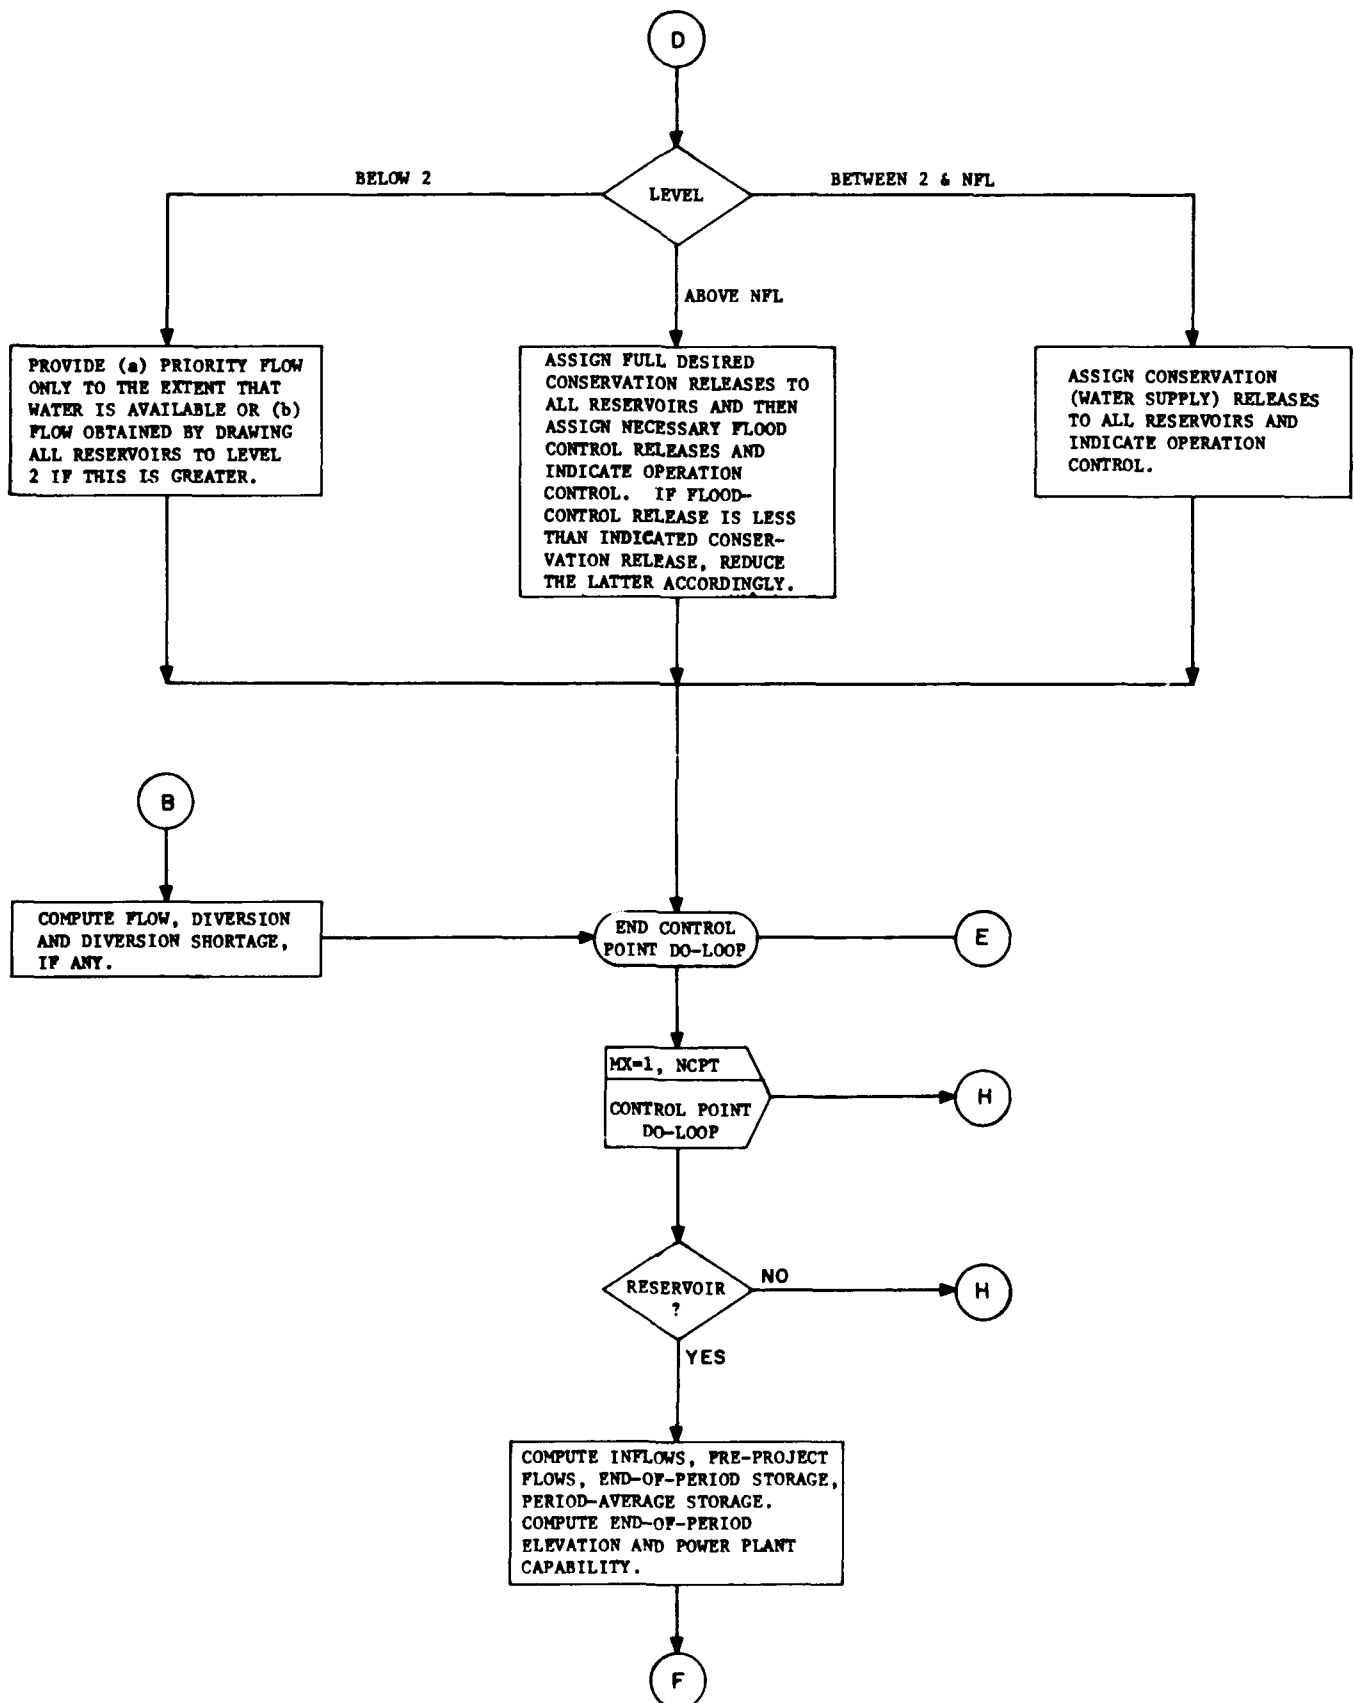 D
BELOW 2
LEVEL
BETWEEN 2 & NFL
ABOVE NFL
PROVIDE (a) PRIORITY FLOW
ONLY TO THE EXTENT THAT
WATER IS AVAILABLE OR (b)
FLOW OBTAINED BY DRAWING
ALL RESERVOIRS TO LEVEL
2 IF THIS IS GREATER.
ASSIGN FULL DESIRED
CONSERVATION RELEASES TO
ALL RESERVOIRS AND THEN
ASSIGN NECESSARY FLOOD
CONTROL RELEASES AND
INDICATE OPERATION
CONTROL. IF FLOOD-
CONTROL RELEASE IS LESS
THAN INDICATED CONSER-
VATION RELEASE, REDUCE
THE LATTER ACCORDINGLY.
ASSIGN CONSERVATION
(WATER SUPPLY) RELEASES
TO ALL RESERVOIRS AND
INDICATE OPERATION
CONTROL.
B
COMPUTE FLOW, DIVERSION
AND DIVERSION SHORTAGE,
IF ANY.
END CONTROL
POINT DO-LOOP
E
MX=1, NCPT
CONTROL POINT
DO-LOOP
H
RESERVOIR
?
NO
H
YES
COMPUTE INFLOWS, PRE-PROJECT
FLOWS, END-OF-PERIOD STORAGE,
PERIOD-AVERAGE STORAGE.
COMPUTE END-OF-PERIOD
ELEVATION AND POWER PLANT
CAPABILITY.
F